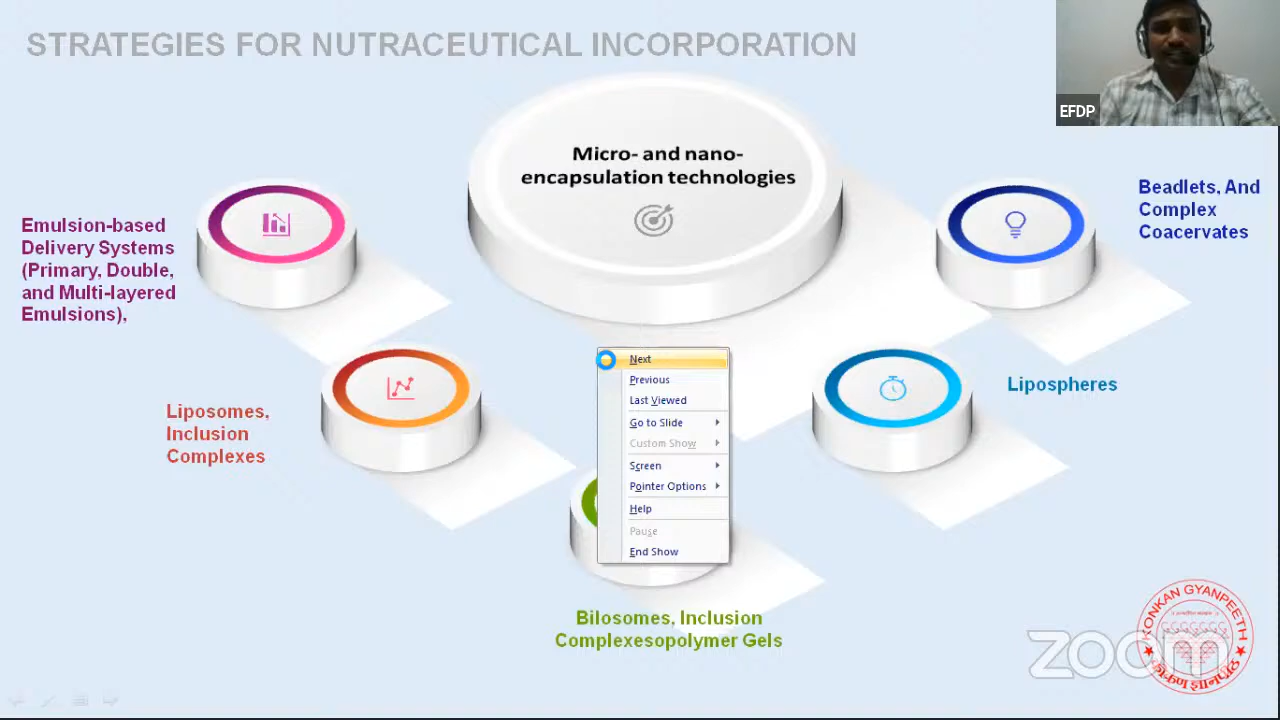 STRATEGIES FOR NUTRACEUTICAL INCORPORATION
EFDP
Micro- and nano-
encapsulation technologies
Emulsion-based
Delivery Systems
(Primary, Double,
and Multi-layered
Emulsions),
Beadlets, And
Complex
Coacervates
Liposomes,
Inclusion
Complexes
Lipospheres
Next
Previous
Last Viewed
Go to Slide
Custom Show
Screen
Pointer Options
Help
Pause
End Show
Bilosomes, Inclusion
Complexesopolymer Gels
zoom
KONKAN GYANPEETH
कोकण ज्ञानपीठ